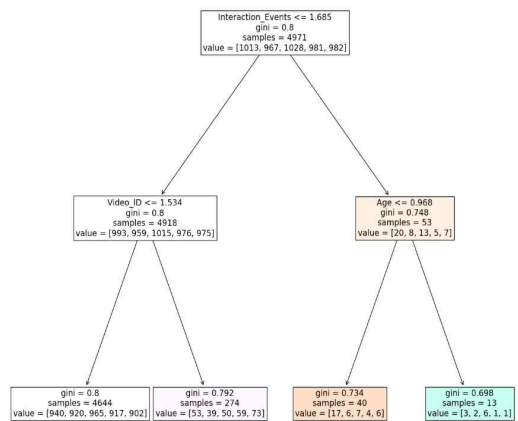 Interaction_Events <= 1.685
gini = 0.8
samples = 4971
value = [1013, 967, 1028, 981, 982]
Video_ID <= 1.534
gini = 0.8
samples = 4918
value = [993, 959, 1015, 976, 975]
Age <= 0.968
gini = 0.748
samples = 53
value = [20, 8, 13, 5, 7]
gini = 0.8
samples = 4644
value = [940, 920, 965, 917, 902]
gini = 0.792
samples = 274
value = [53, 39, 50, 59, 73]
gini = 0.734
samples = 40
value = [17, 6, 7, 4, 6]
gini = 0.698
samples = 13
value = [3, 2, 6, 1, 1]